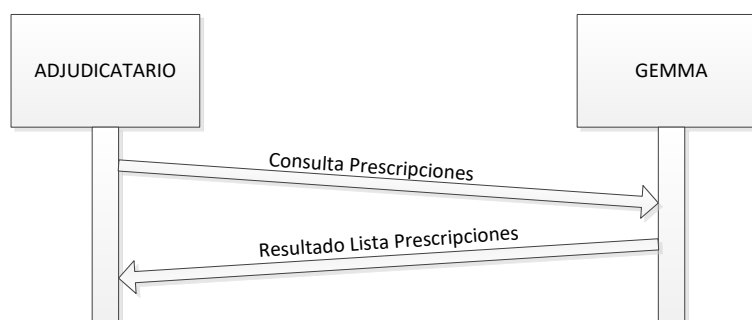 ADJUDICATARIO
GEMMA
Consulta Prescripciones
Resultado Lista Prescripciones